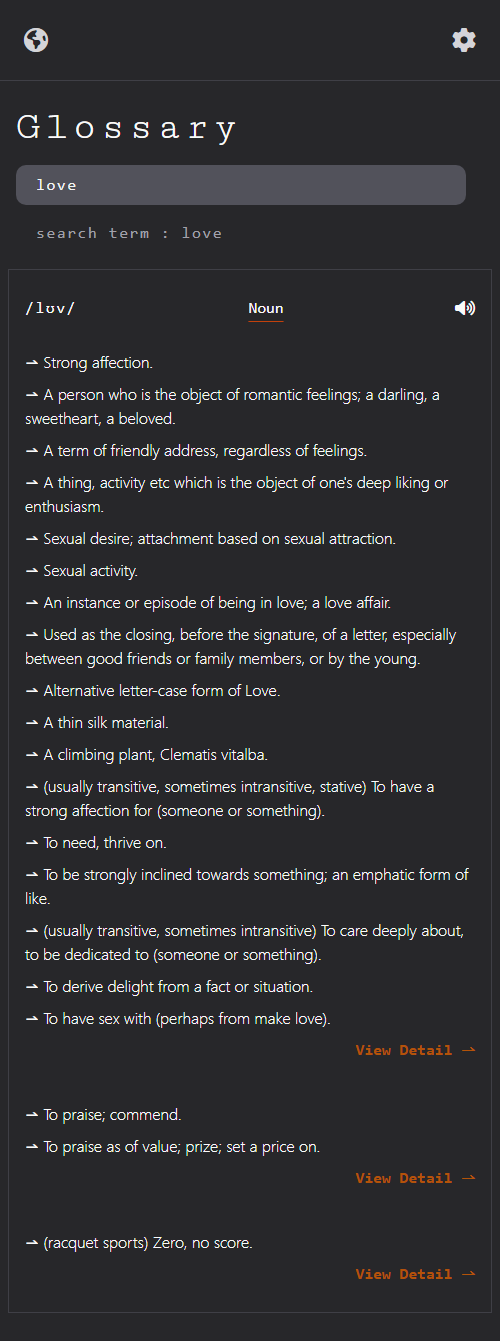 Glossary
love
search term : love
/lʊv/ Noun
⇀ Strong affection.
⇀ A person who is the object of romantic feelings; a darling, a
sweetheart, a beloved.
⇀ A term of friendly address, regardless of feelings.
⇀ A thing, activity etc which is the object of one's deep liking or
enthusiasm.
⇀ Sexual desire; attachment based on sexual attraction.
⇀ Sexual activity.
⇀ An instance or episode of being in love; a love affair.
⇀ Used as the closing, before the signature, of a letter, especially
between good friends or family members, or by the young.
⇀ Alternative letter-case form of Love.
⇀ A thin silk material.
⇀ A climbing plant, Clematis vitalba.
⇀ (usually transitive, sometimes intransitive, stative) To have a
strong affection for (someone or something).
⇀ To need, thrive on.
⇀ To be strongly inclined towards something; an emphatic form of
like.
⇀ (usually transitive, sometimes intransitive) To care deeply about,
to be dedicated to (someone or something).
⇀ To derive delight from a fact or situation.
⇀ To have sex with (perhaps from make love).
View Detail ⇀
⇀ To praise; commend.
⇀ To praise as of value; prize; set a price on.
View Detail ⇀
⇀ (racquet sports) Zero, no score.
View Detail ⇀